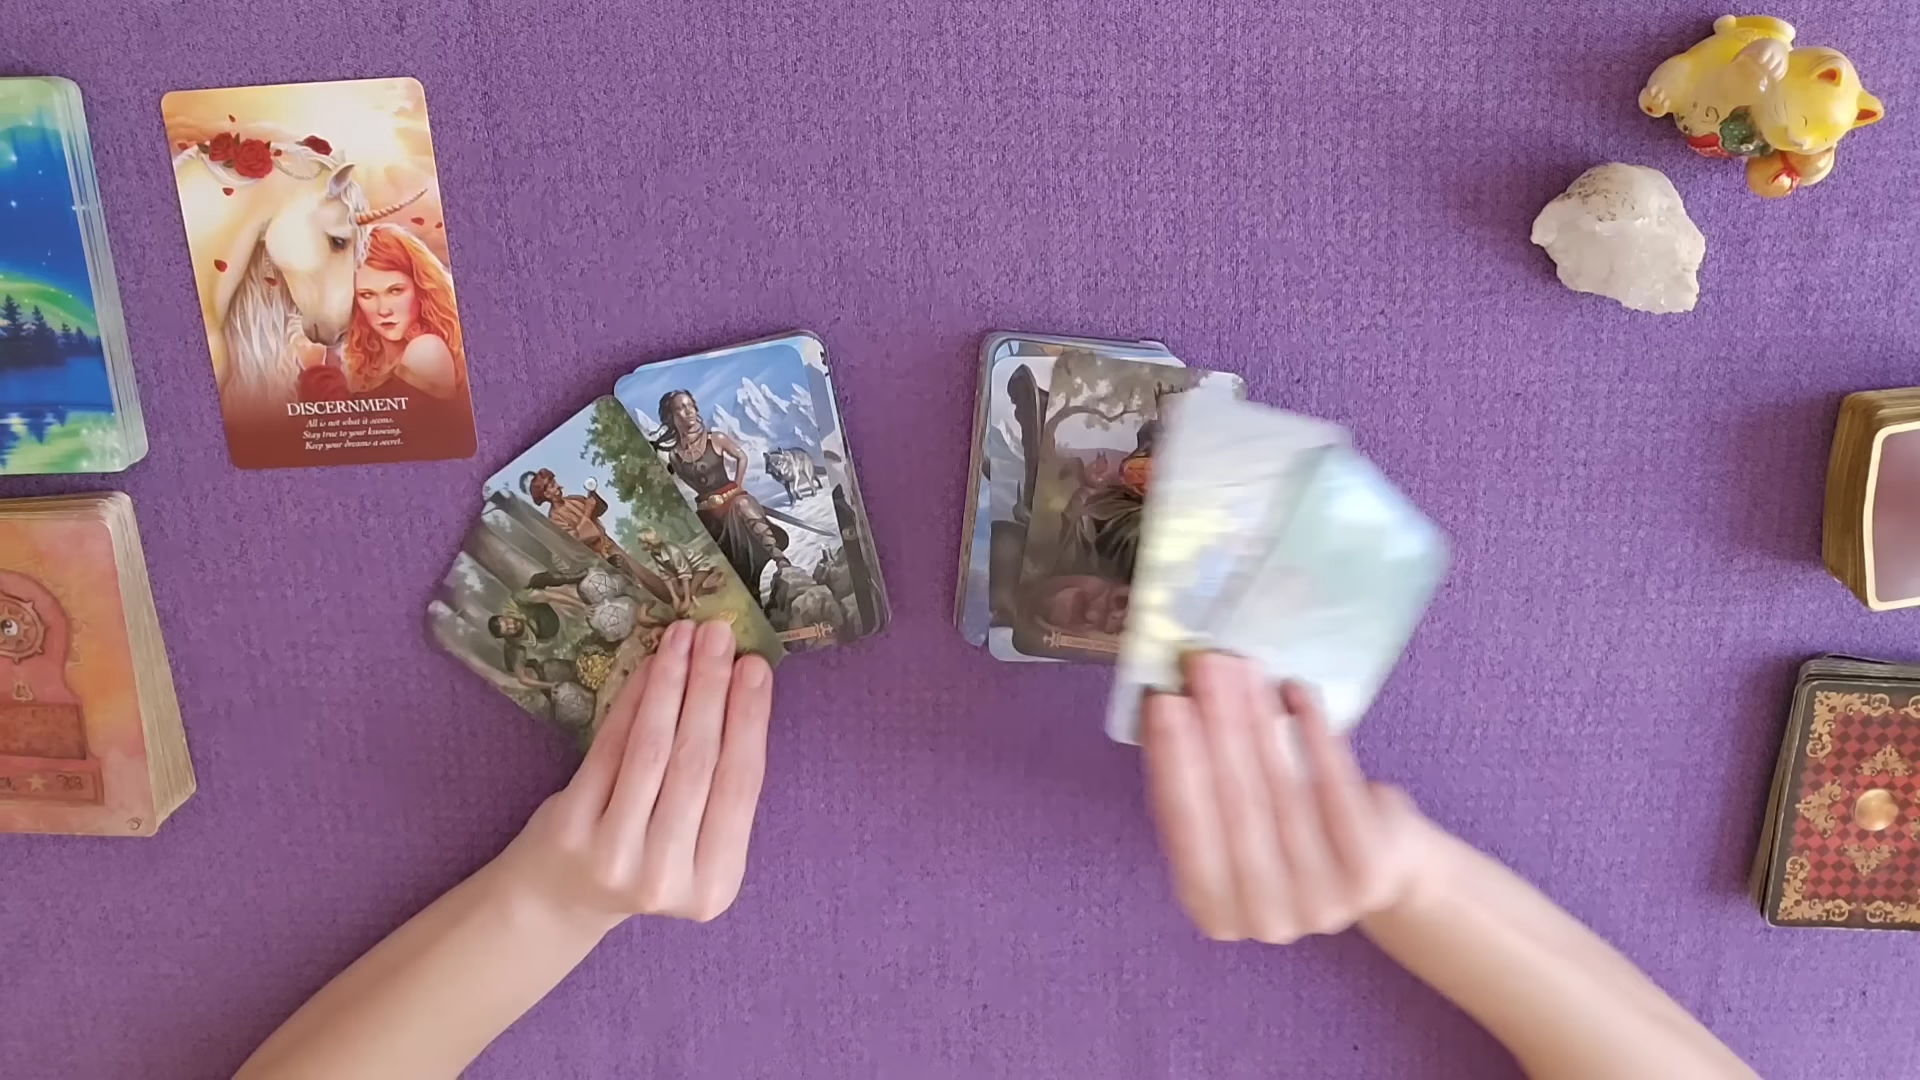 DISCERNMENT
All is not what it seems.
Stay true to your knowing.
Keep your dreams a secret.